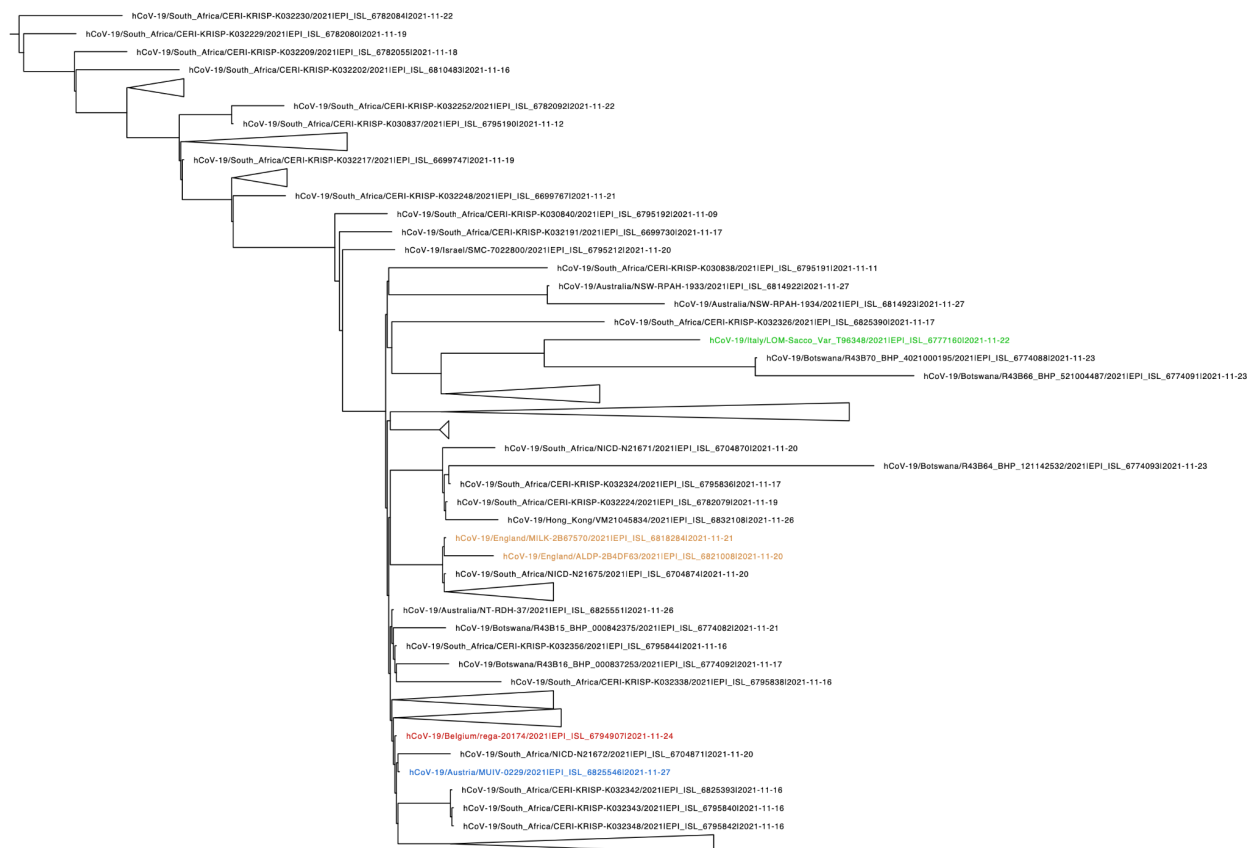 hCoV-19/South_Africa/CERI-KRISP-K032230/2021|EPI_ISL_6782084|2021-11-22
hCoV-19/South_Africa/CERI-KRISP-K032229/2021|EPI_ISL_6782080|2021-11-19
hCoV-19/South_Africa/CERI-KRISP-K032209/2021|EPI_ISL_6782055|2021-11-18
hCoV-19/South_Africa/CERI-KRISP-K032202/2021|EPI_ISL_6810483|2021-11-16
hCoV-19/South_Africa/CERI-KRISP-K032252/2021|EPI_ISL_6782092|2021-11-22
hCoV-19/South_Africa/CERI-KRISP-K030837/2021|EPI_ISL_6795190|2021-11-12
hCoV-19/South_Africa/CERI-KRISP-K032217/2021|EPI_ISL_6699747|2021-11-19
hCoV-19/South_Africa/CERI-KRISP-K032248/2021|EPI_ISL_6699767|2021-11-21
hCoV-19/South_Africa/CERI-KRISP-K030840/2021|EPI_ISL_6795192|2021-11-09
hCoV-19/South_Africa/CERI-KRISP-K032191/2021|EPI_ISL_6699730|2021-11-17
hCoV-19/Israel/SMC-7022800/2021|EPI_ISL_6795212|2021-11-20
hCoV-19/South_Africa/CERI-KRISP-K030838/2021|EPI_ISL_6795191|2021-11-11
hCoV-19/Australia/NSW-RPAH-1933/2021|EPI_ISL_6814922|2021-11-27
hCoV-19/Australia/NSW-RPAH-1934/2021|EPI_ISL_6814923|2021-11-27
hCoV-19/South_Africa/CERI-KRISP-K032326/2021|EPI_ISL_6825390|2021-11-17
hCoV-19/Italy/LOM-Sacco_Var_T96348/2021|EPI_ISL_6777160|2021-11-22
hCoV-19/Botswana/R43B70_BHP_4021000195/2021|EPI_ISL_6774088|2021-11-23
hCoV-19/Botswana/R43B66_BHP_521004487/2021|EPI_ISL_6774091|2021-11-23
hCoV-19/South_Africa/NICD-N21671/2021|EPI_ISL_6704870|2021-11-20
hCoV-19/Botswana/R43B64_BHP_121142532/2021|EPI_ISL_6774093|2021-11-23
hCoV-19/South_Africa/CERI-KRISP-K032324/2021|EPI_ISL_6795836|2021-11-17
hCoV-19/South_Africa/CERI-KRISP-K032224/2021|EPI_ISL_6782079|2021-11-19
hCoV-19/Hong_Kong/VM21045834/2021|EPI_ISL_6832108|2021-11-26
hCoV-19/England/MILK-2B67570/2021|EPI_ISL_6818284|2021-11-21
hCoV-19/England/ALDP-2B4DF63/2021|EPI_ISL_6821008|2021-11-20
hCoV-19/South_Africa/NICD-N21675/2021|EPI_ISL_6704874|2021-11-20
hCoV-19/Australia/NT-RDH-37/2021|EPI_ISL_6825551|2021-11-26
hCoV-19/Botswana/R43B15_BHP_000842375/2021|EPI_ISL_6774082|2021-11-21
hCoV-19/South_Africa/CERI-KRISP-K032356/2021|EPI_ISL_6795844|2021-11-16
hCoV-19/Botswana/R43B16_BHP_000837253/2021|EPI_ISL_6774092|2021-11-17
hCoV-19/South_Africa/CERI-KRISP-K032338/2021|EPI_ISL_6795838|2021-11-16
hCoV-19/Belgium/rega-20174/2021|EPI_ISL_6794907|2021-11-24
hCoV-19/South_Africa/NICD-N21672/2021|EPI_ISL_6704871|2021-11-20
hCoV-19/Austria/MUIV-0229/2021|EPI_ISL_6825546|2021-11-27
hCoV-19/South_Africa/CERI-KRISP-K032342/2021|EPI_ISL_6825393|2021-11-16
hCoV-19/South_Africa/CERI-KRISP-K032343/2021|EPI_ISL_6795840|2021-11-16
hCoV-19/South_Africa/CERI-KRISP-K032348/2021|EPI_ISL_6795842|2021-11-16